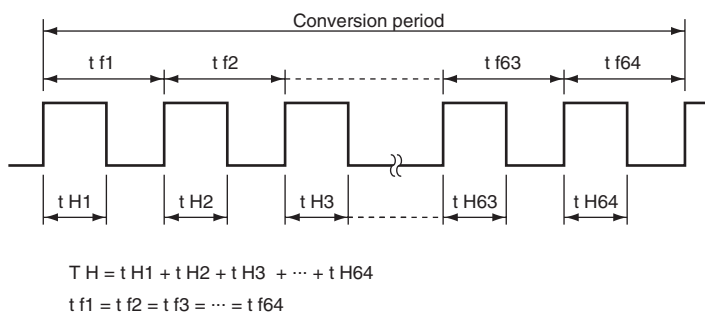 Conversion period
t f1 t f2 t f63 t f64
t H1 t H2 t H3 t H63 t H64
T H = t H1 + t H2 + t H3 + ··· + t H64
t f1 = t f2 = t f3 = ··· = t f64